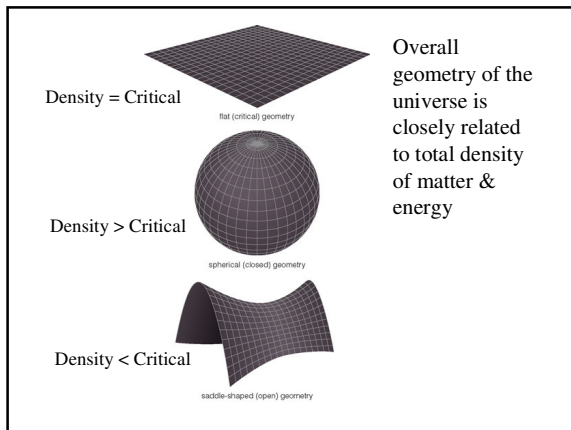 Density = Critical
flat (critical) geometry
Density > Critical
spherical (closed) geometry
Density < Critical
saddle-shaped (open) geometry
Overall
geometry of the
universe is
closely related
to total density
of matter &
energy